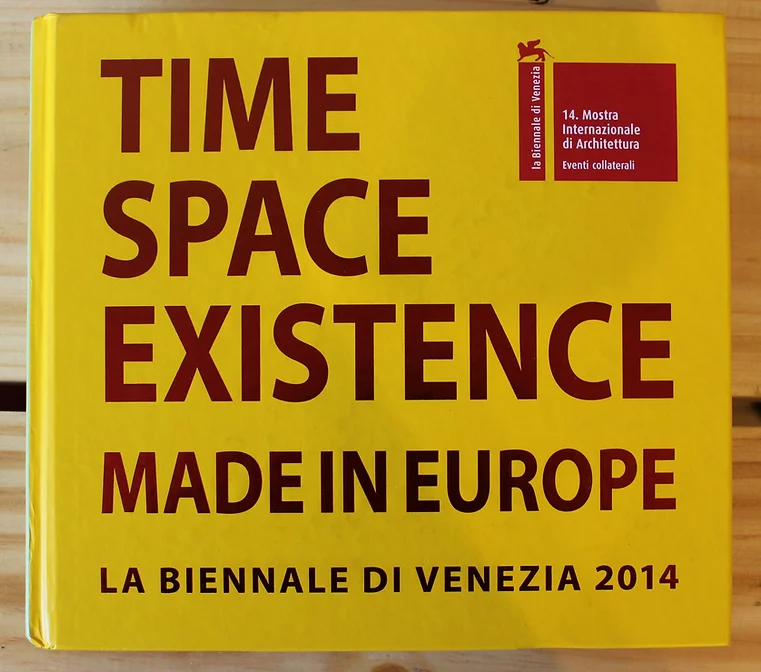 TIME
SPACE
EXISTENCE
MADE IN EUROPE
LA BIENNALE DI VENEZIA 2014
la Biennale di Venezia
14. Mostra
Internazionale
di Architettura
Eventi collaterali